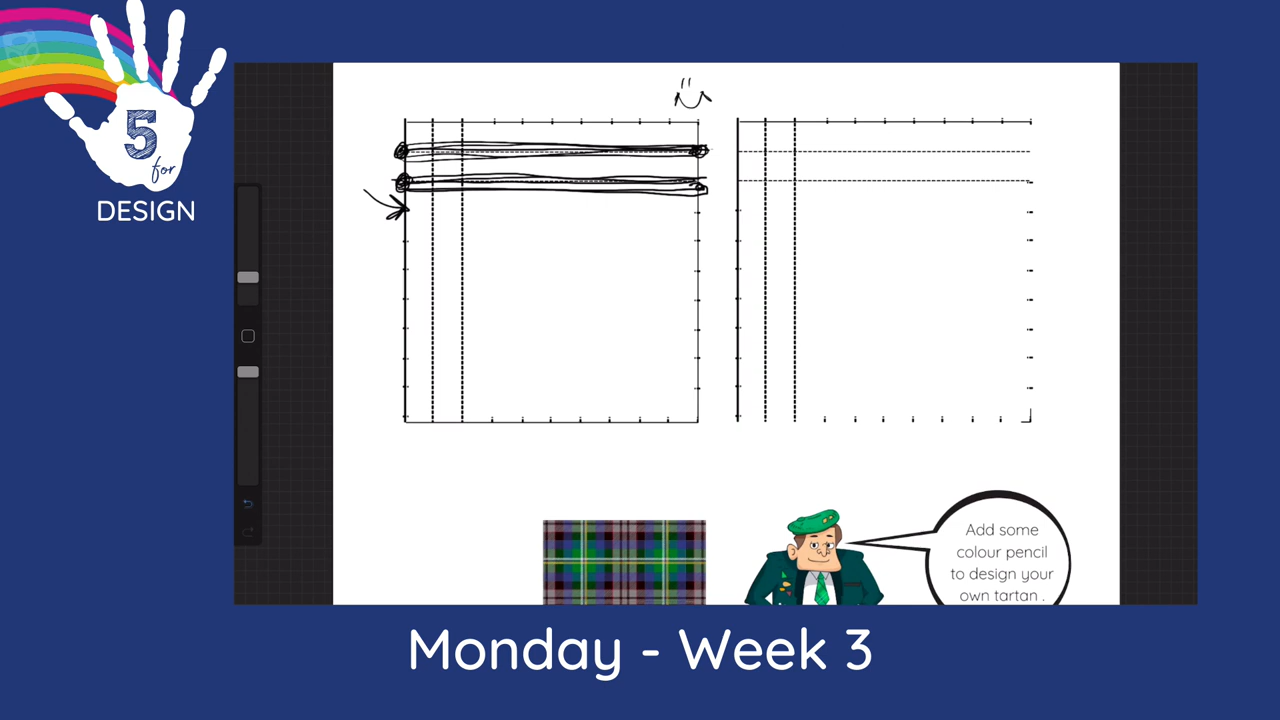 5
for
DESIGN
Add some
colour pencil
to design your
own tartan .
Monday - Week 3